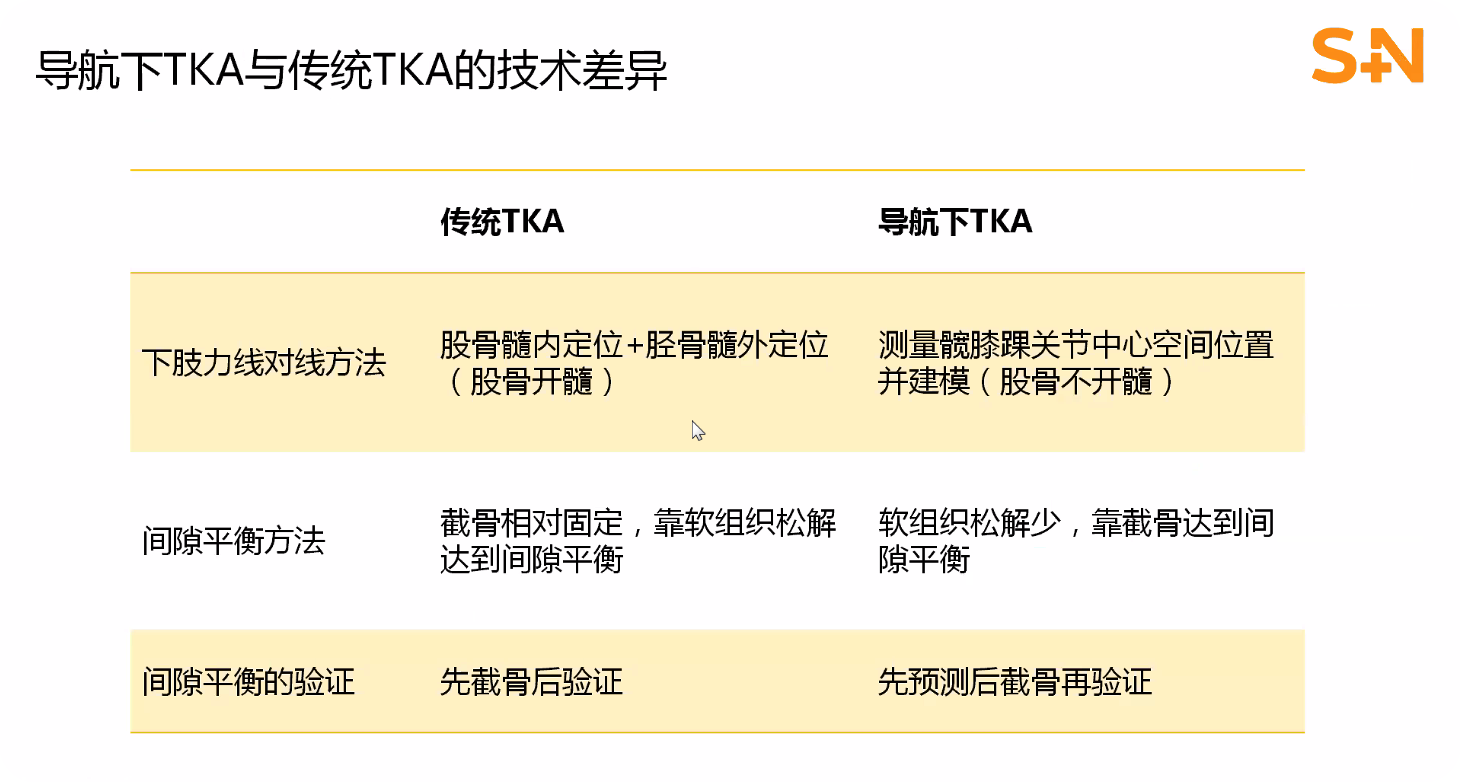 导航下TKA与传统TKA的技术差异
S+N
传统TKA
导航下TKA
下肢力线对线方法
股骨髓内定位+胫骨髓外定位
（股骨开髓）
测量髋膝踝关节中心空间位置
并建模（股骨不开髓）
间隙平衡方法
截骨相对固定，靠软组织松解
达到间隙平衡
软组织松解少，靠截骨达到间
隙平衡
间隙平衡的验证
先截骨后验证
先预测后截骨再验证